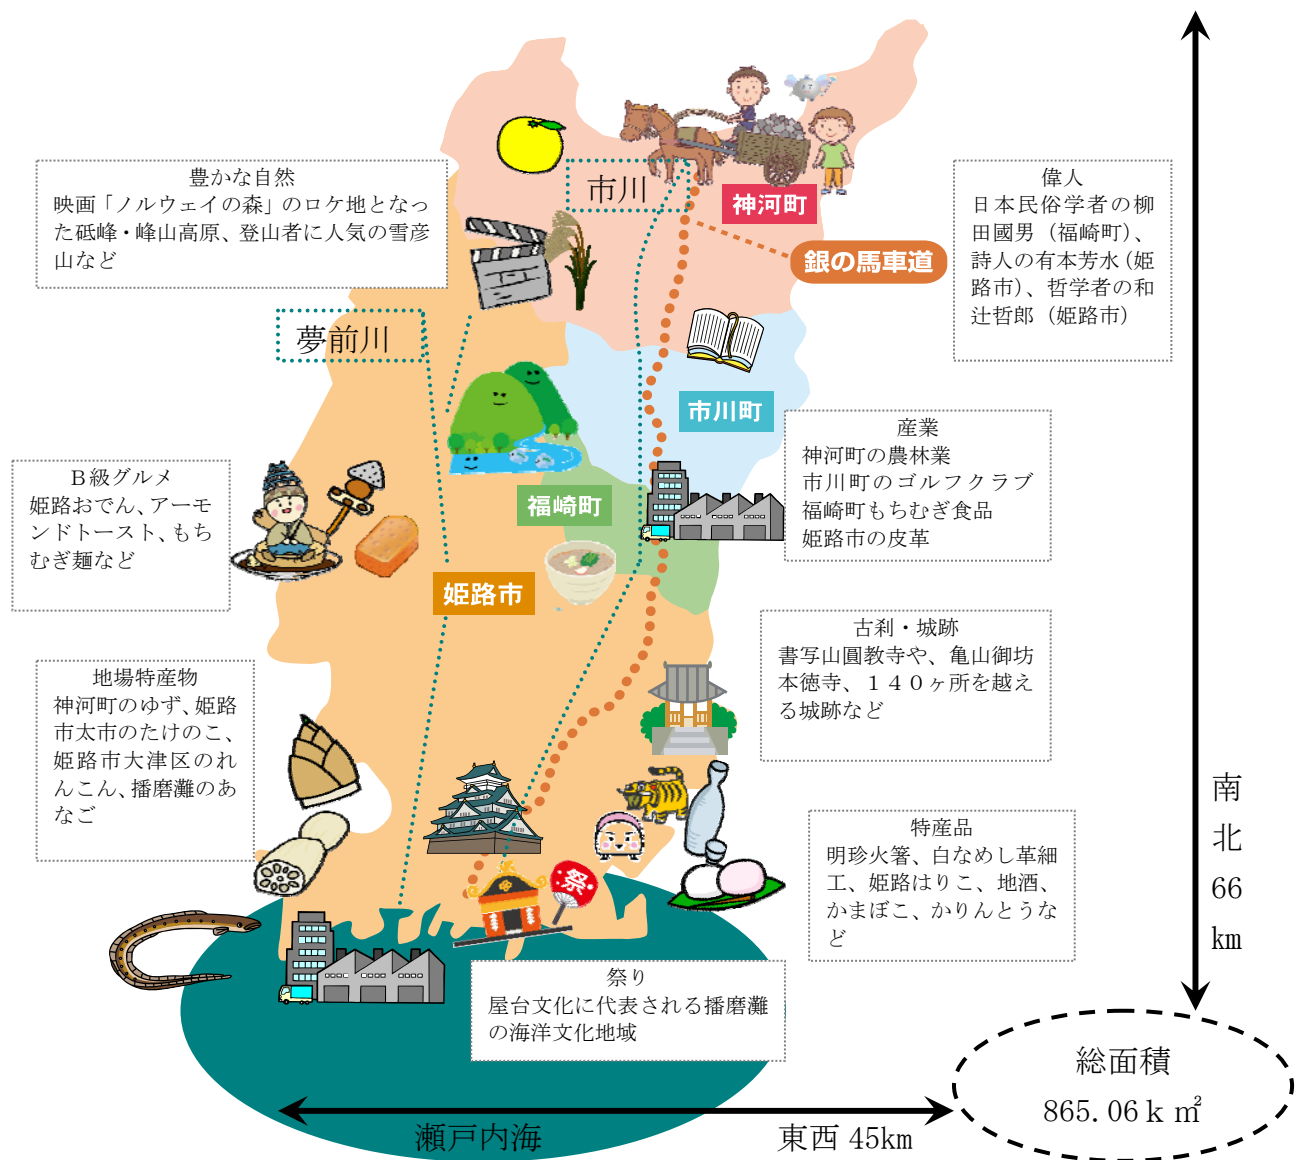 豊かな自然
映画「ノルウェイの森」のロケ地となっ
た砥峰・峰山高原、登山者に人気の雪彦
山など
市川
神河町
銀の馬車道
偉人
日本民俗学者の柳
田國男（福崎町）、
詩人の有本芳水（姫
路市）、哲学者の和
辻哲郎（姫路市）
夢前川
市川町
産業
神河町の農林業
市川町のゴルフクラブ
福崎町もちむぎ食品
姫路市の皮革
B級グルメ
姫路おでん、アーモ
ンドトースト、もち
むぎ麺など
福崎町
姫路市
古刹・城跡
書写山圓教寺や、亀山御坊
本徳寺、１４０ヶ所を越え
る城跡など
地場特産物
神河町のゆず、姫路
市太市のたけのこ、
姫路市大津区のれ
んこん、播磨灘のあ
なご
特産品
明珍火箸、白なめし革細
工、姫路はりこ、地酒、
かまぼこ、かりんとうな
ど
祭
祭り
屋台文化に代表される播磨灘
の海洋文化地域
南
北
66
km
総面積
865.06ｋ㎡
瀬戸内海
東西 45km